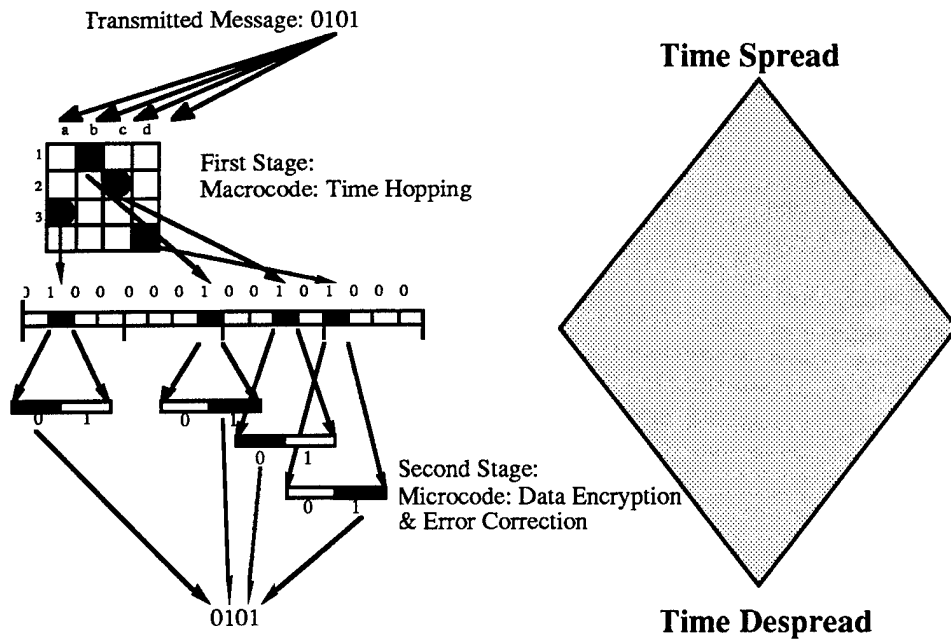 Transmitted Message: 0101
Time Spread
a b c d
1
2
3
First Stage:
Macrocode: Time Hopping
0 1 0 0 0 0 0 1 0 0 1 0 1 0 0 0
0 1
0 1
0 1
0 1
Second Stage:
Microcode: Data Encryption
& Error Correction
0101
Time Despread